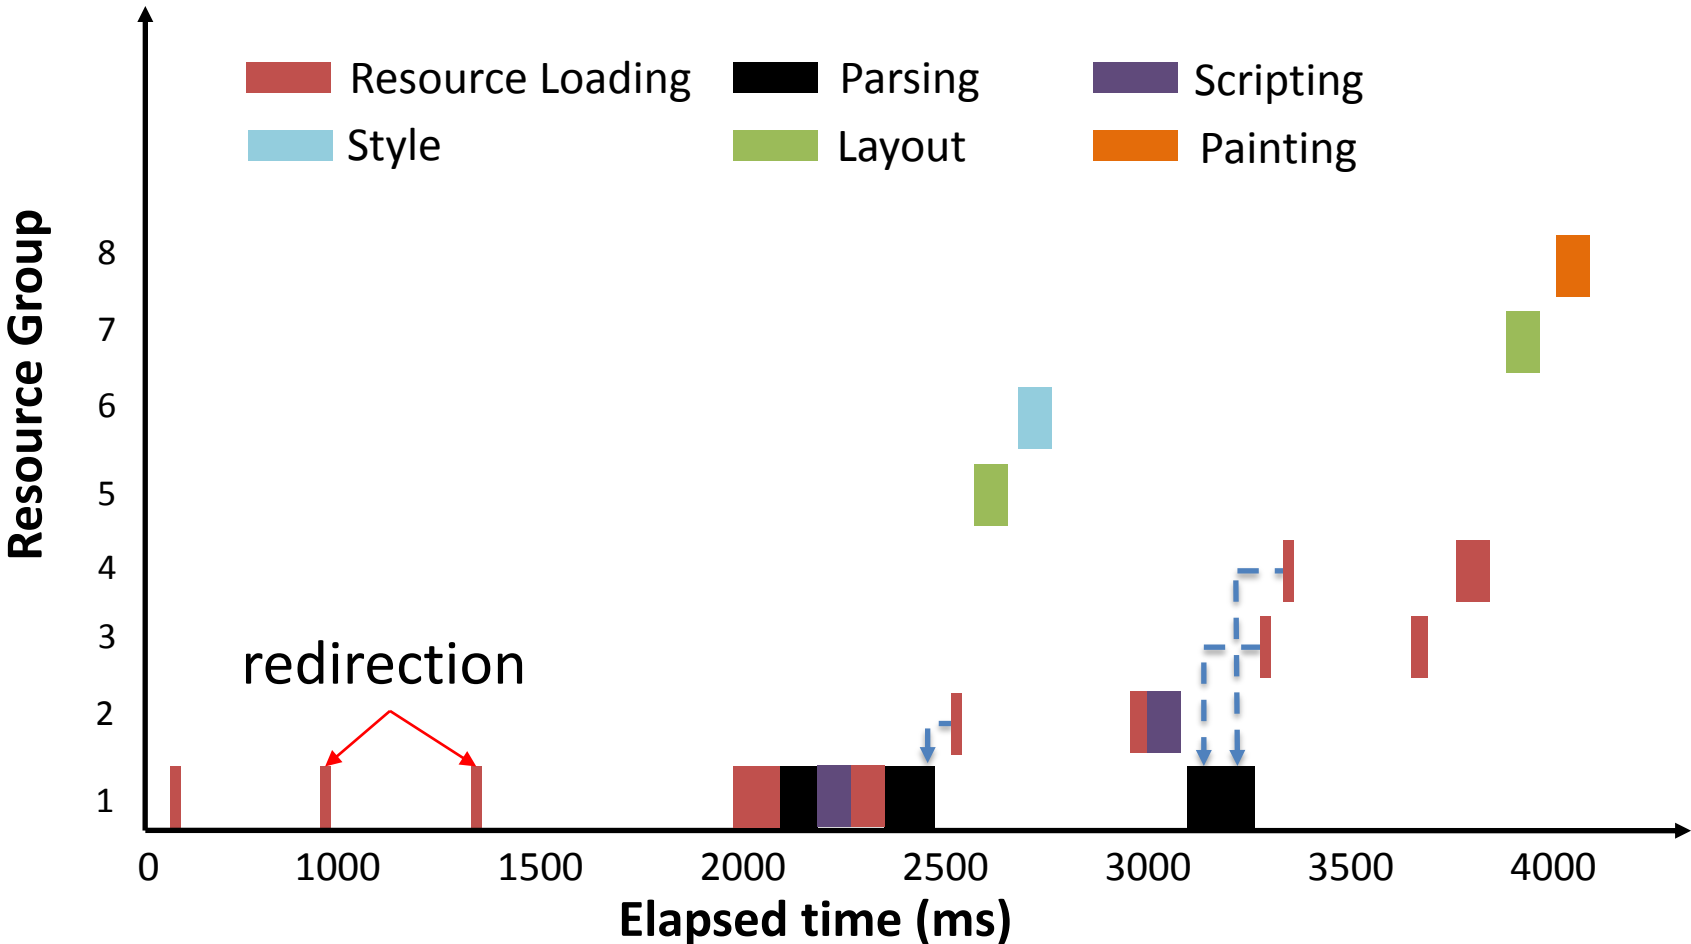 Resource Loading
Parsing
Scripting
Style
Layout
Painting
Resource Group
8
7
6
5
4
3
2
1
redirection
0 1000 1500 2000 2500 3000 3500 4000
Elapsed time (ms)